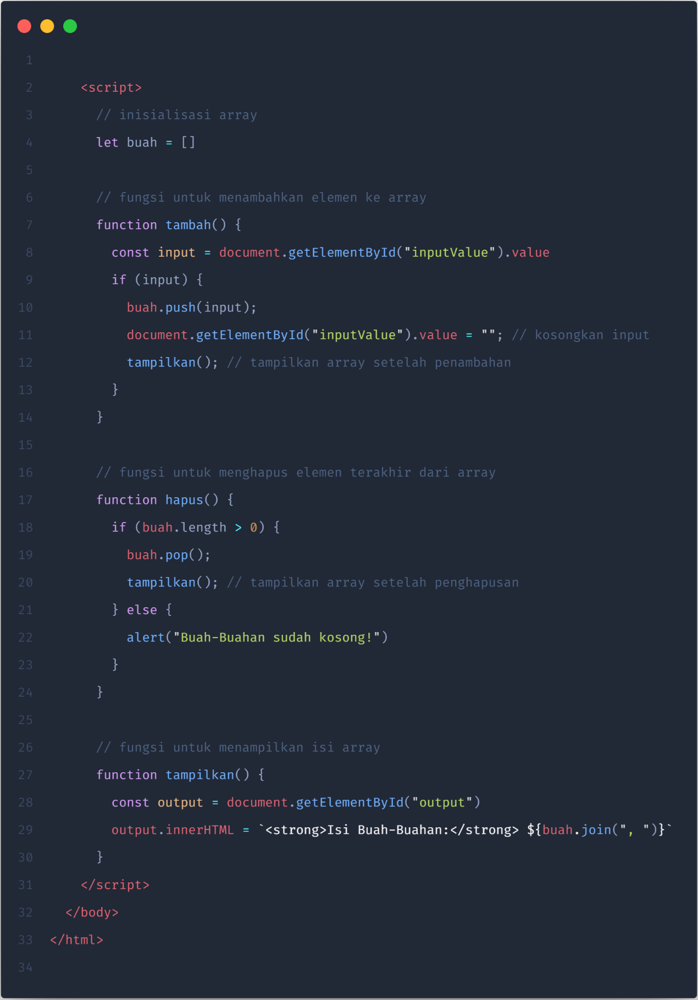 1
2 <script>
3 // inisialisasi array
4 let buah = []
5
6 // fungsi untuk menambahkan elemen ke array
7 function tambah() {
8 const input = document.getElementById("inputValue").value
9 if (input) {
10 buah.push(input);
11 document.getElementById("inputValue").value = ""; // kosongkan input
12 tampilkan(); // tampilkan array setelah penambahan
13 }
14 }
15
16 // fungsi untuk menghapus elemen terakhir dari array
17 function hapus() {
18 if (buah.length > 0) {
19 buah.pop();
20 tampilkan(); // tampilkan array setelah penghapusan
21 } else {
22 alert("Buah-Buahan sudah kosong!")
23 }
24 }
25
26 // fungsi untuk menampilkan isi array
27 function tampilkan() {
28 const output = document.getElementById("output")
29 output.innerHTML = `<strong>Isi Buah-Buahan:</strong> ${buah.join(", ")}`
30 }
31 </script>
32 </body>
33 </html>
34